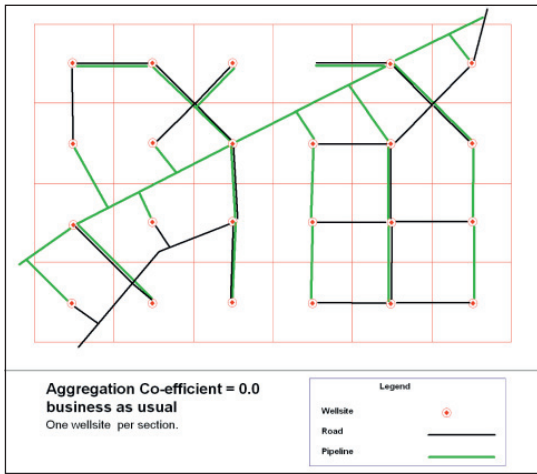 Aggregation Co-efficient = 0.0
business as usual
One wellsite per section.
Legend
Wellsite
Road
Pipeline